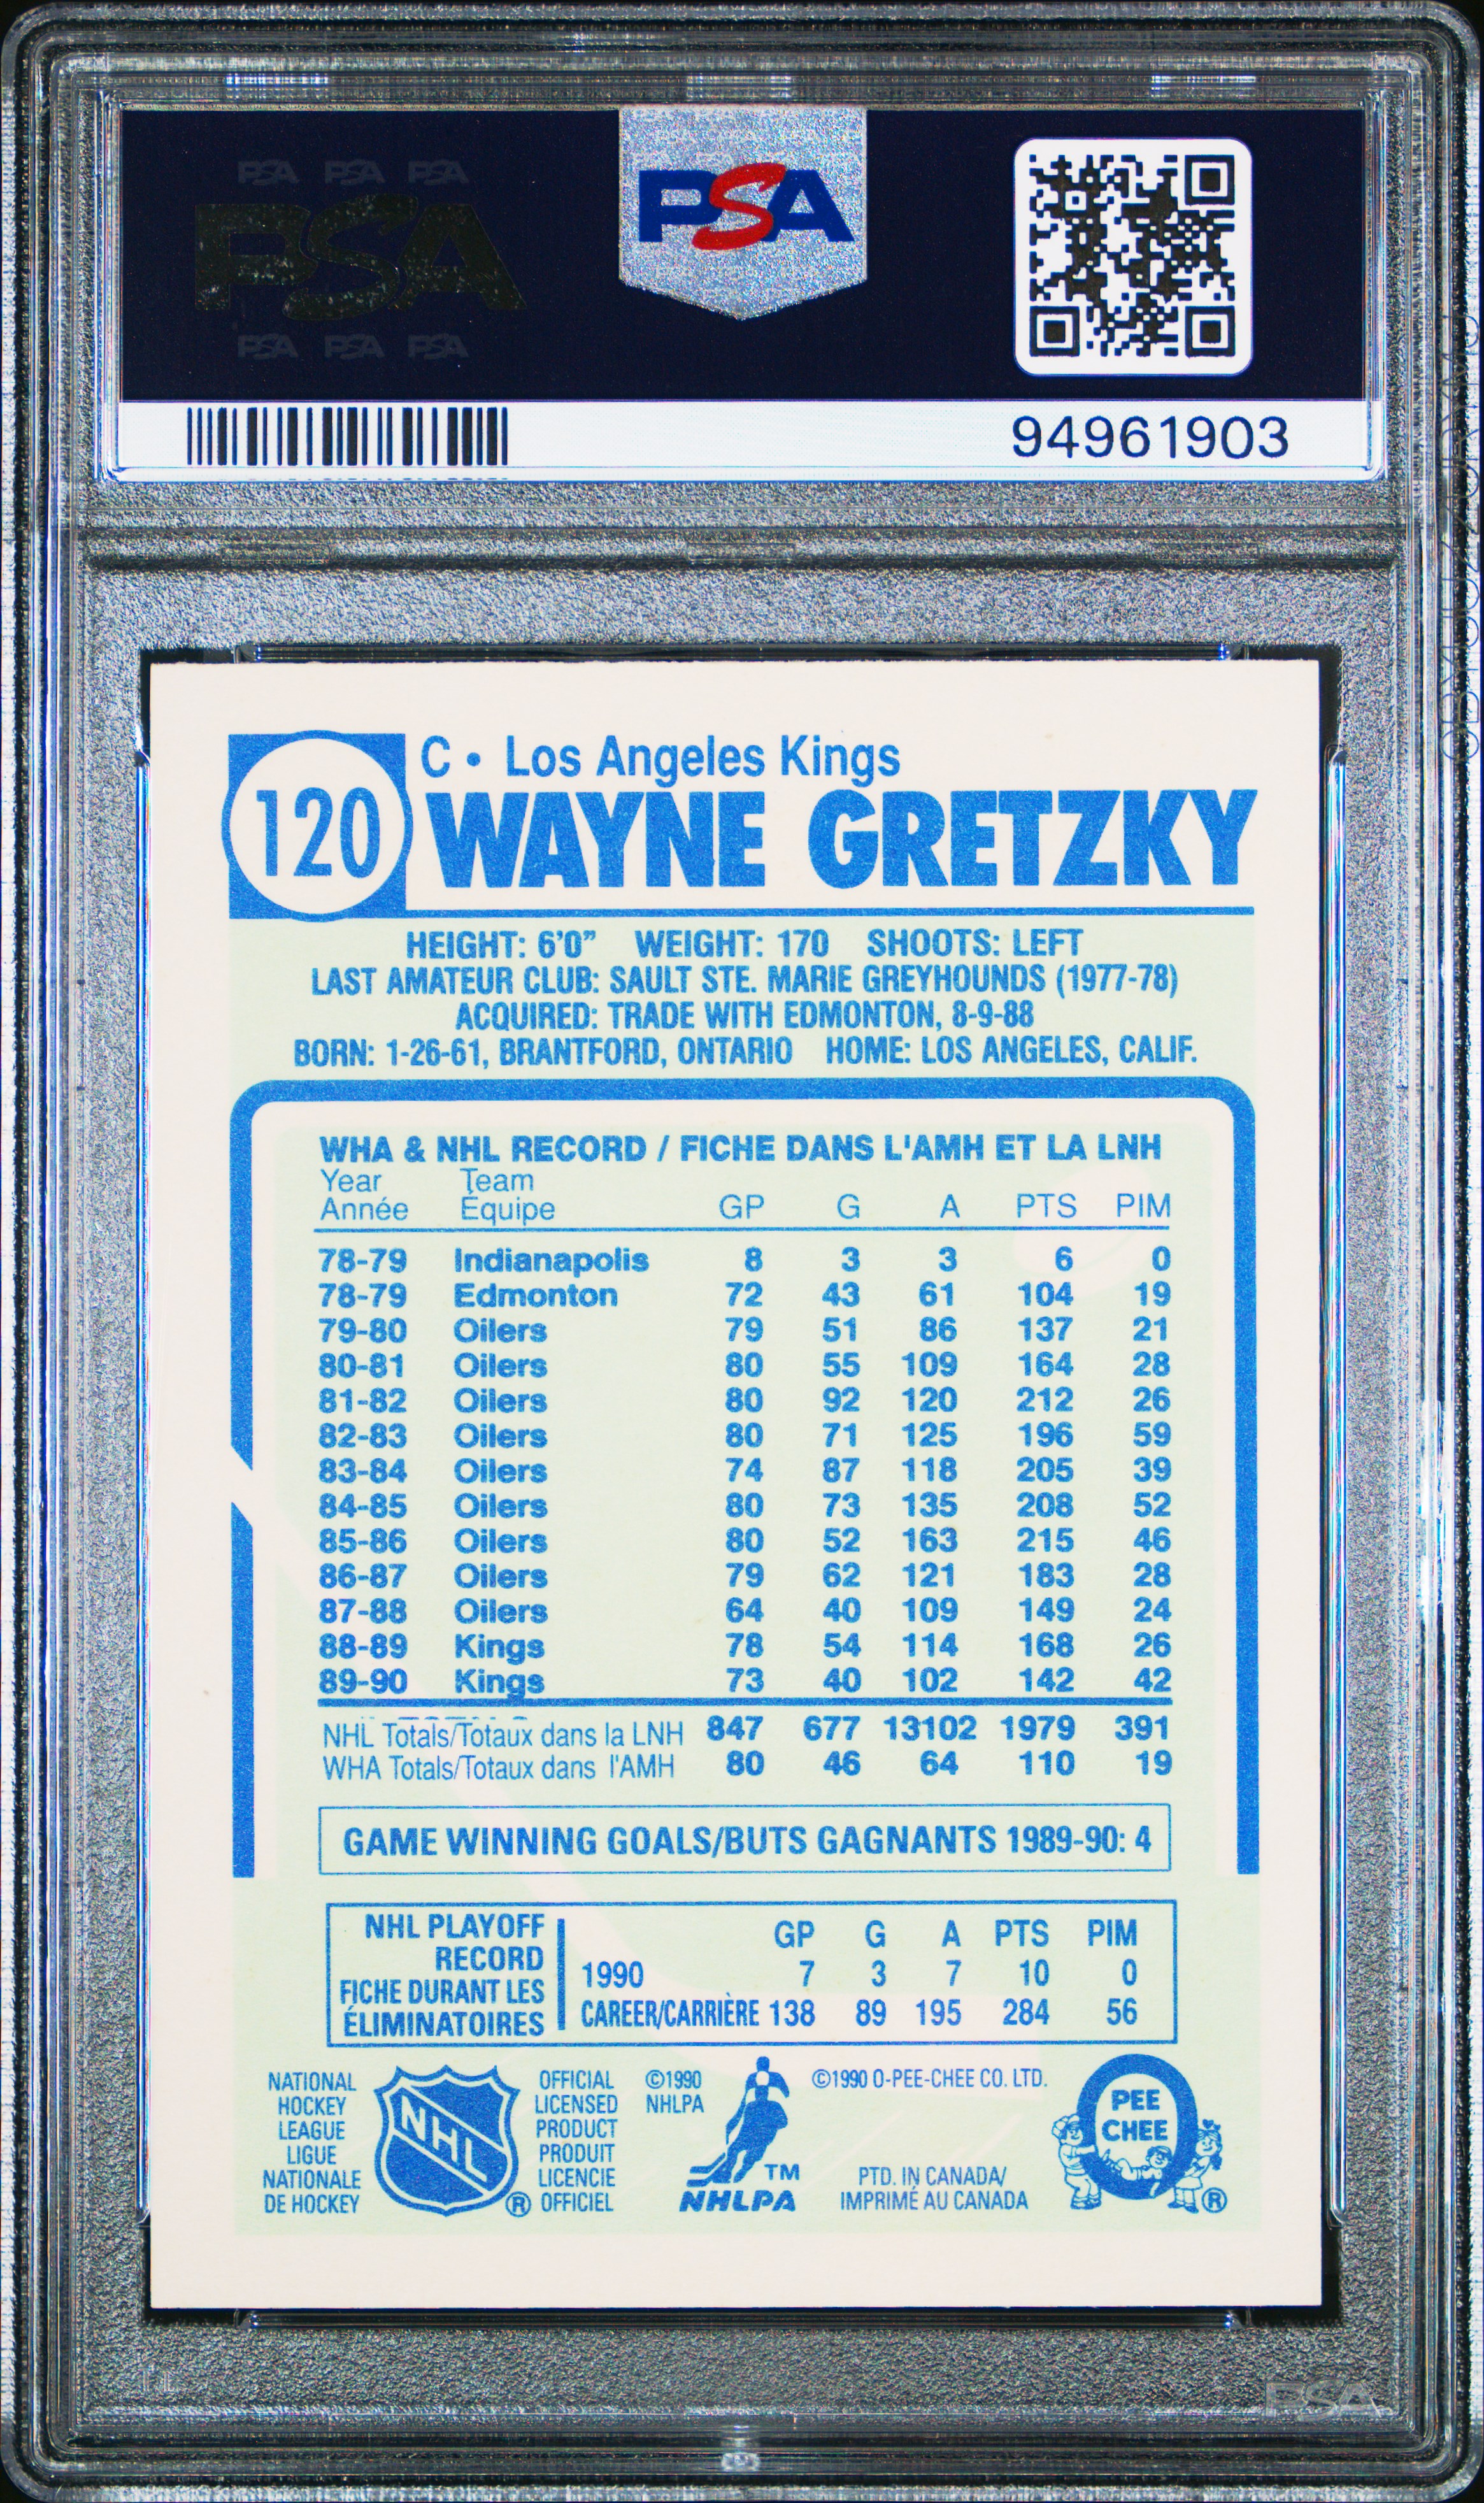 PSA PSA PSA
PSA
PSA PSA PSA
PSA
94961903
120
C • Los Angeles Kings
WAYNE GRETZKY
HEIGHT: 6'0" WEIGHT: 170 SHOOTS: LEFT
LAST AMATEUR CLUB: SAULT STE. MARIE GREYHOUNDS (1977-78)
ACQUIRED: TRADE WITH EDMONTON, 8-9-88
BORN: 1-26-61, BRANTFORD, ONTARIO HOME: LOS ANGELES, CALIF.
WHA & NHL RECORD / FICHE DANS L'AMH ET LA LNH
Year Team
Année Équipe GP G A PTS PIM
78-79 Indianapolis 8 3 3 6 0
78-79 Edmonton 72 43 61 104 19
79-80 Oilers 79 51 86 137 21
80-81 Oilers 80 55 109 164 28
81-82 Oilers 80 92 120 212 26
82-83 Oilers 80 71 125 196 59
83-84 Oilers 74 87 118 205 39
84-85 Oilers 80 73 135 208 52
85-86 Oilers 80 52 163 215 46
86-87 Oilers 79 62 121 183 28
87-88 Oilers 64 40 109 149 24
88-89 Kings 78 54 114 168 26
89-90 Kings 73 40 102 142 42
NHL Totals/Totaux dans la LNH 847 677 13102 1979 391
WHA Totals/Totaux dans l'AMH 80 46 64 110 19
GAME WINNING GOALS/BUTS GAGNANTS 1989-90: 4
NHL PLAYOFF
RECORD
FICHE DURANT LES
ÉLIMINATOIRES
GP G A PTS PIM
1990 7 3 7 10 0
CAREER/CARRIÈRE 138 89 195 284 56
NATIONAL
HOCKEY
LEAGUE
LIGUE
NATIONALE
DE HOCKEY
NHL
®
OFFICIAL
LICENSED
PRODUCT
PRODUIT
LICENCIE
OFFICIEL
©1990
NHLPA
TM
NHLPA
©1990 O-PEE-CHEE CO. LTD.
PTD. IN CANADA/
IMPRIMÉ AU CANADA
O
PEE
CHEE
®
PSA